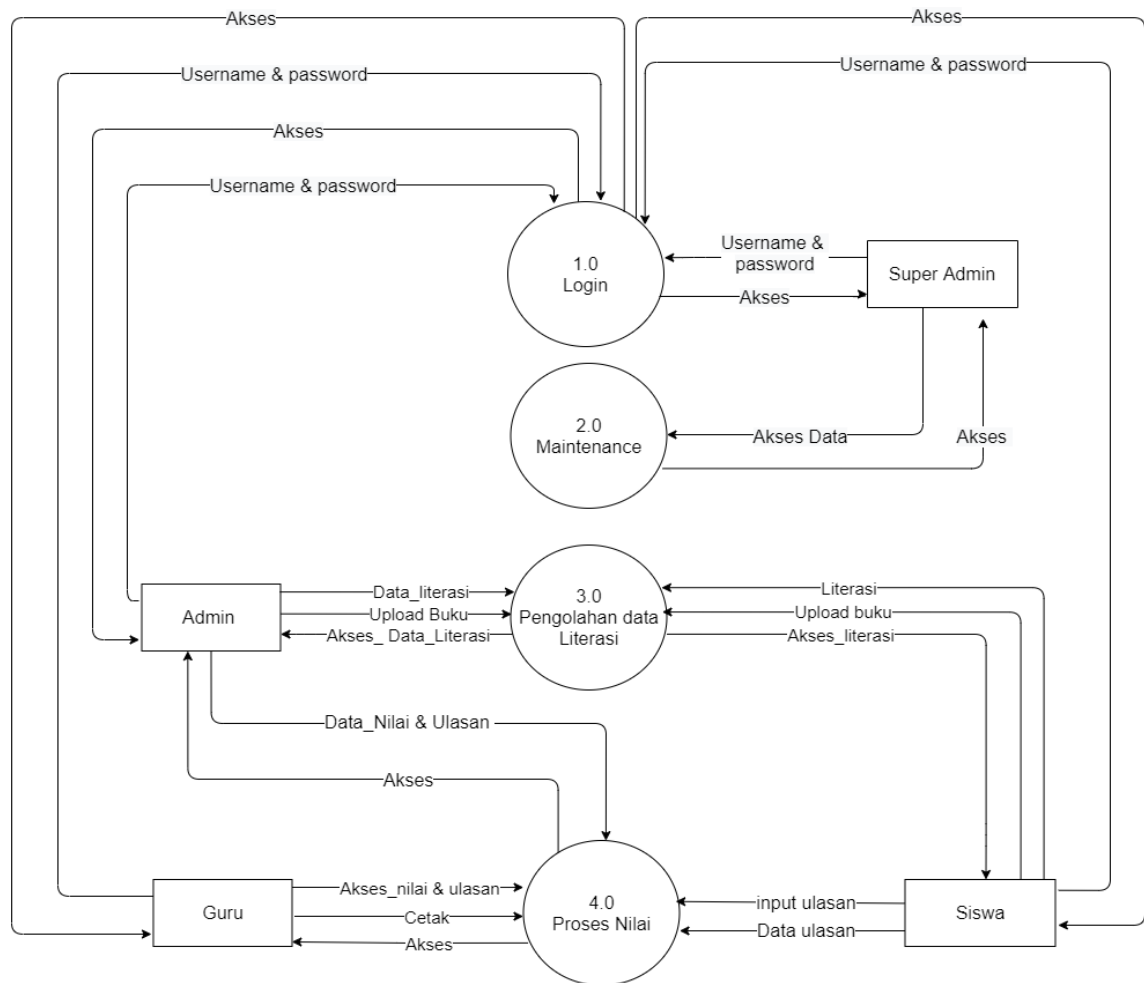 Akses
Akses
Username & password
Username & password
Akses
Username & password
1.0
Login
Username &
password
Super Admin
Akses
2.0
Maintenance
Akses Data
Akses
Admin
Data_literasi
Upload Buku
Akses_ Data_Literasi
3.0
Pengolahan data
Literasi
Literasi
Upload buku
Akses_literasi
Data_Nilai & Ulasan
Akses
Guru
Akses_nilai & ulasan
Cetak
Akses
4.0
Proses Nilai
input ulasan
Data ulasan
Siswa